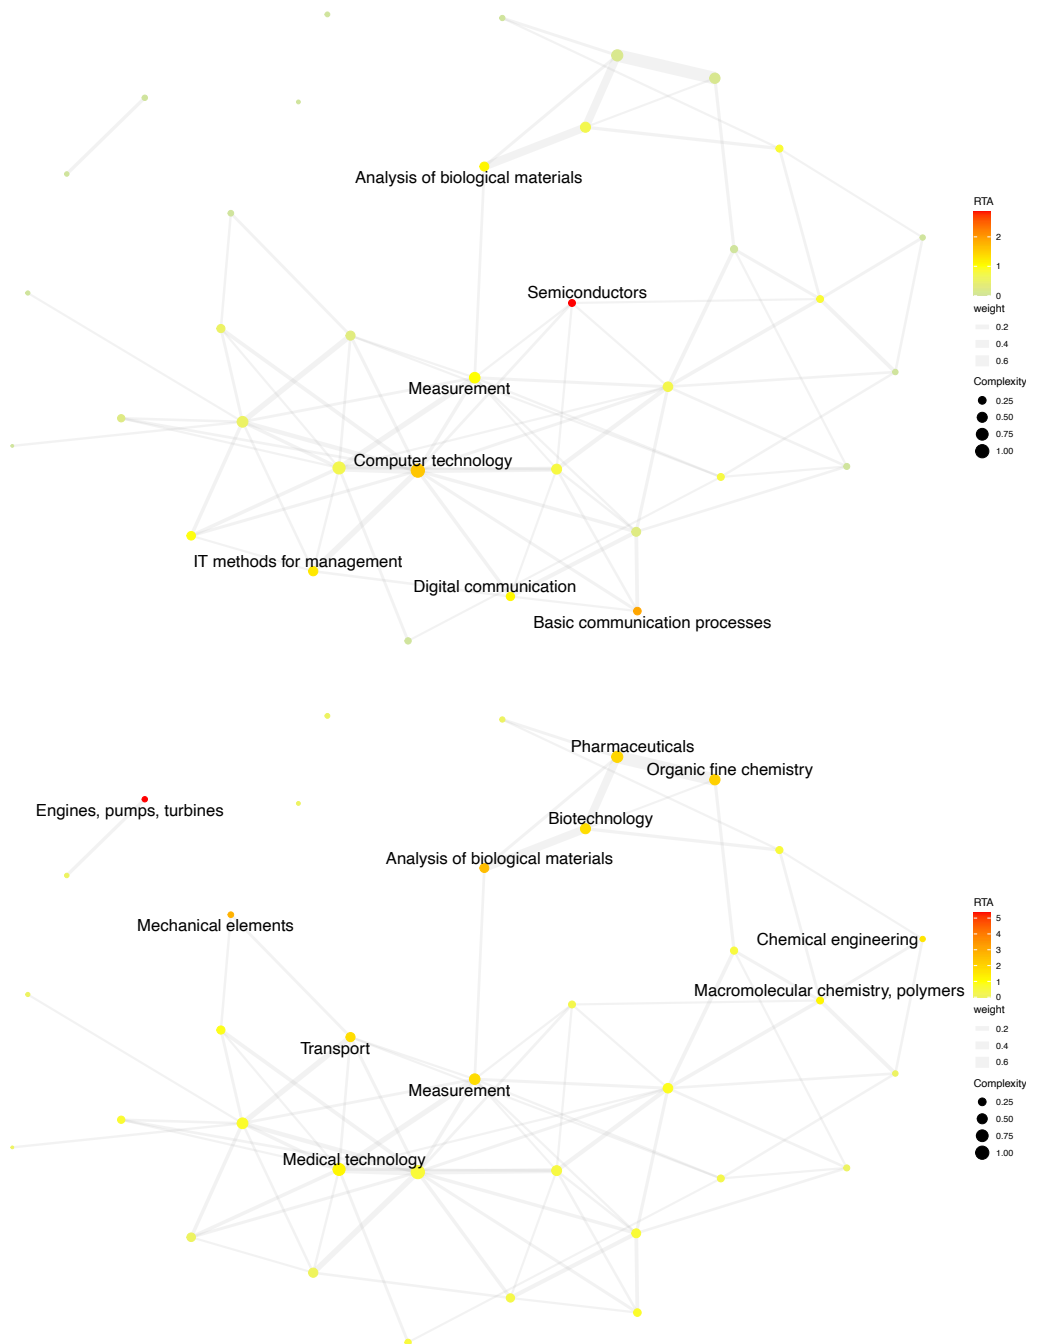 Analysis of biological materials
RTA
2
1
0
Semiconductors
weight
0.2
0.4
0.6
Measurement
Complexity
0.25
0.50
0.75
1.00
Computer technology
IT methods for management
Digital communication
Basic communication processes
Pharmaceuticals
Organic fine chemistry
Engines, pumps, turbines
Biotechnology
Analysis of biological materials
RTA
5
4
3
2
1
0
Mechanical elements
Chemical engineering
Macromolecular chemistry, polymers
weight
0.2
0.4
0.6
Transport
Measurement
Complexity
0.25
0.50
0.75
1.00
Medical technology